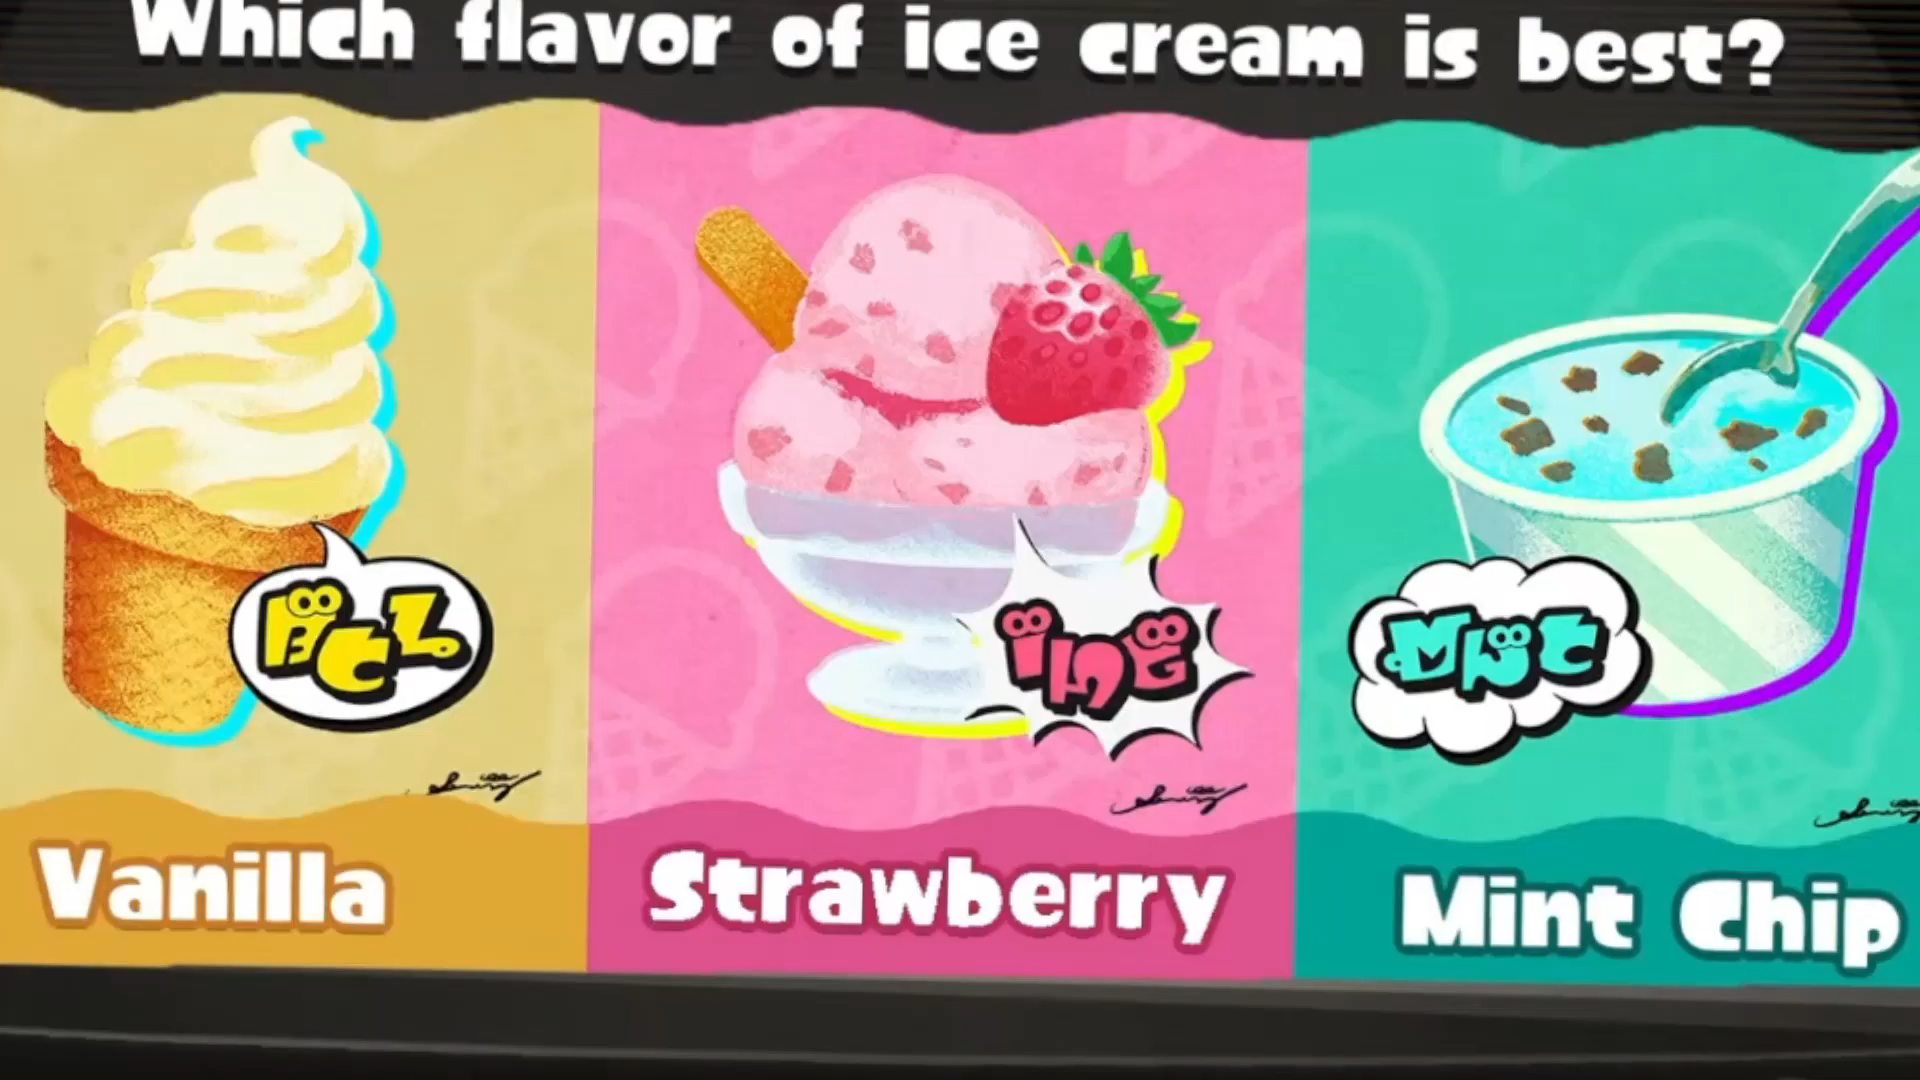 Which flavor of ice cream is best?
Vanilla
Strawberry
Mint Chip